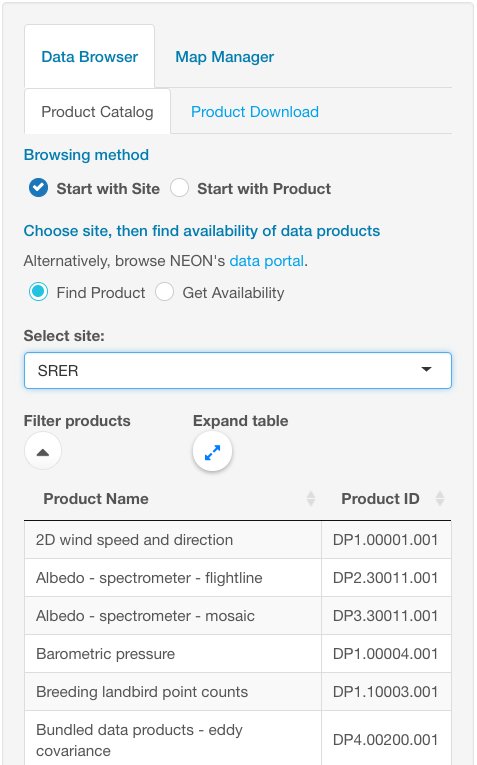 Data Browser Map Manager
Product Catalog Product Download
Browsing method
Start with Site Start with Product
Choose site, then find availability of data products
Alternatively, browse NEON's data portal.
Find Product Get Availability
Select site:
SRER
Filter products Expand table
Product Name Product ID
2D wind speed and direction DP1.00001.001
Albedo - spectrometer - flightline DP2.30011.001
Albedo - spectrometer - mosaic DP3.30011.001
Barometric pressure DP1.00004.001
Breeding landbird point counts DP1.10003.001
Bundled data products - eddy
covariance DP4.00200.001